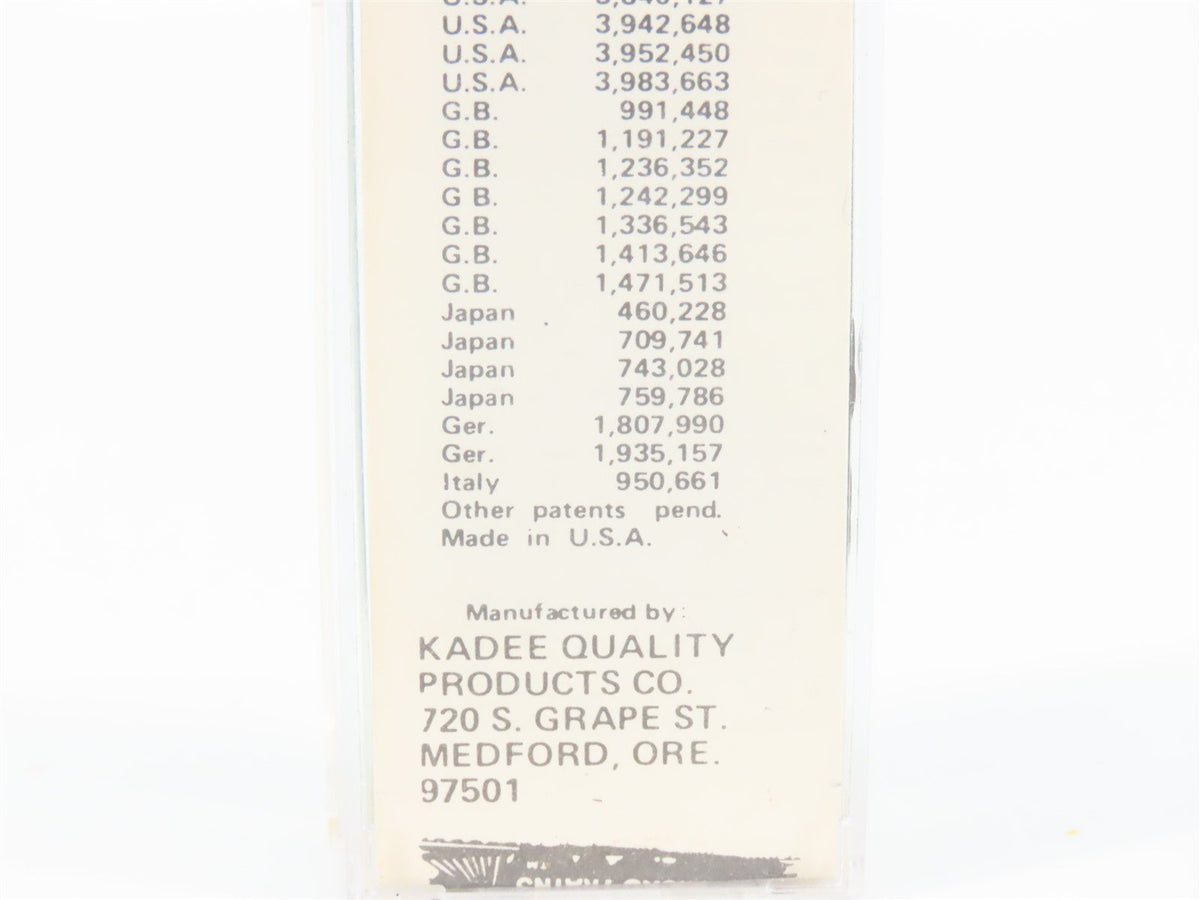 U.S.A. 3,942,648
U.S.A. 3,952,450
U.S.A. 3,983,663
G.B. 991,448
G.B. 1,191,227
G.B. 1,236,352
G B. 1,242,299
G.B. 1,336,543
G.B. 1,413,646
G.B. 1,471,513
Japan 460,228
Japan 709,741
Japan 743,028
Japan 759,786
Ger. 1,807,990
Ger. 1,935,157
Italy 950,661
Other patents pend.
Made in U.S.A.
Manufactured by:
KADEE QUALITY
PRODUCTS CO.
720 S. GRAPE ST.
MEDFORD, ORE.
97501